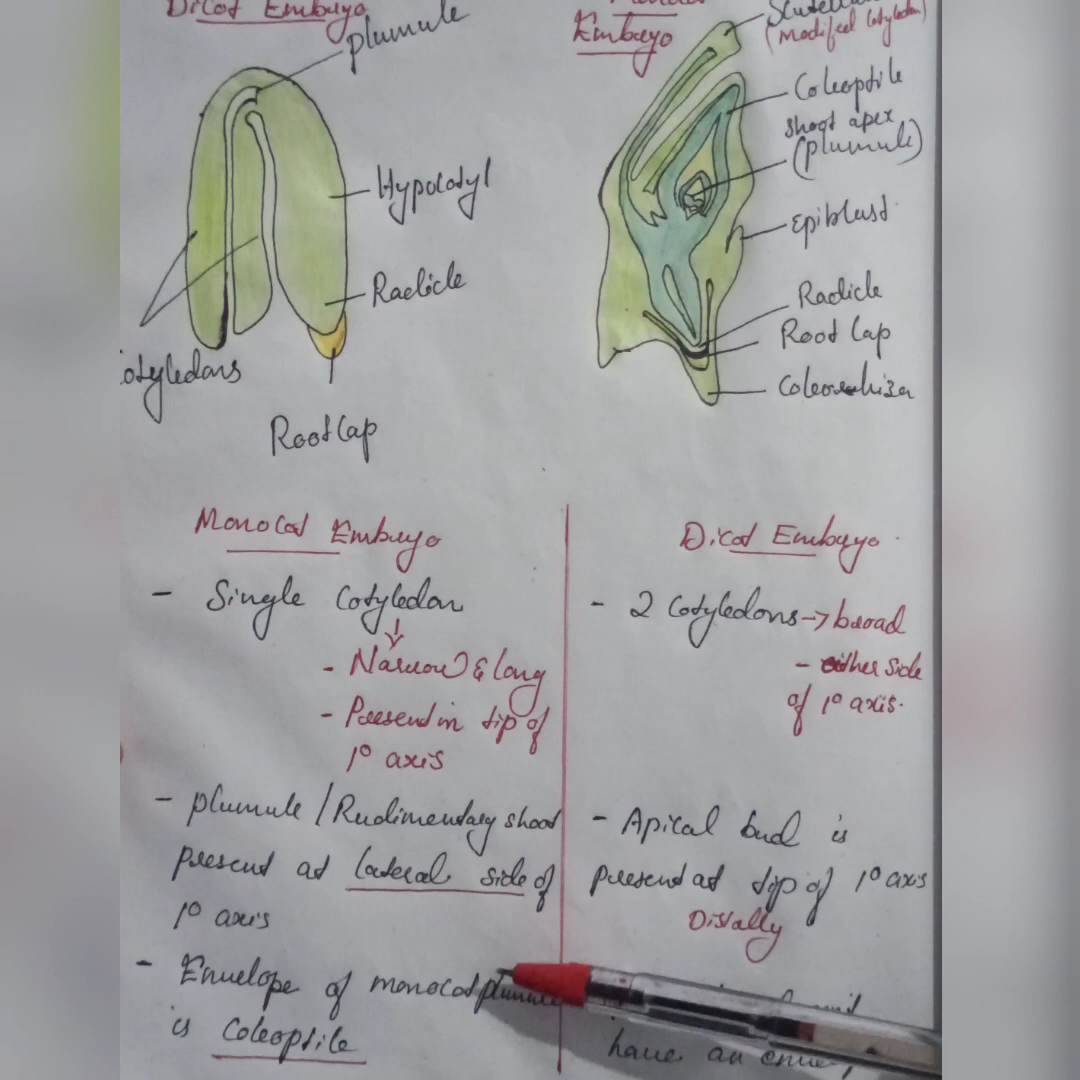 Dicot Embryo
plumule
Hypocotyl
Radicle
otyledons
Root Cap
Embryo
(Modified Cotyledon)
Coleoptile
shoot apex
(plumule)
Epiblast
Radicle
Root Cap
Coleorrhiza
Monocot Embryo
- Single Cotyledon
- Narrow & long
- Present in tip of
1° axis
- plumule / Rudimentary shoot
present at lateral side of
1° axis
- Envelope of monocot plumule
is Coleoptile
Dicot Embryo
- 2 Cotyledons → broad
- either side
of 1° axis.
- Apical bud is
present at tip of 1° axis
Distally
have an